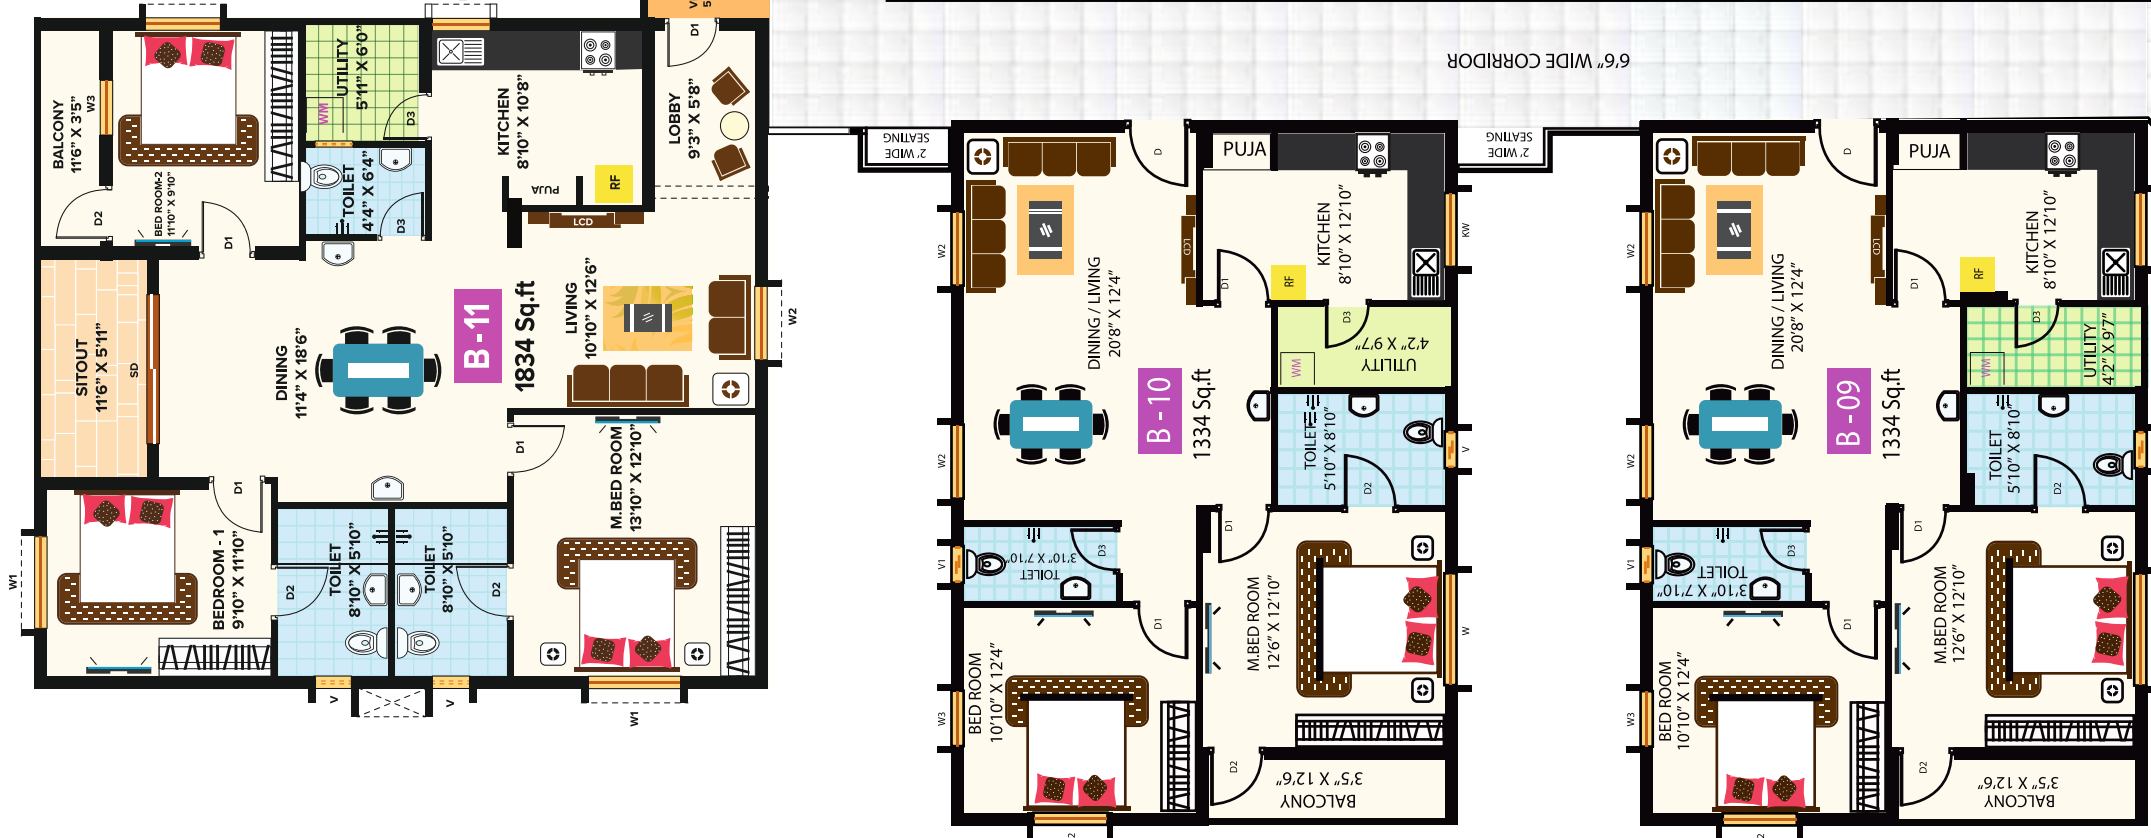 6'6" WIDE CORRIDOR
BALCONY
11'6" X 3'5"
W3
D2
BED ROOM-2
11'10" X 9'10"
D1
UTILITY
5'11" X 6'0"
WM
D3
TOILET
4'4" X 6'4"
D3
KITCHEN
8'10" X 10'8"
PUJA
RF
LOBBY
9'3" X 5'8"
D1
LCD
SITOUT
11'6" X 5'11"
SD
DINING
11'4" X 18'6"
B - 11
1834 Sq.ft
LIVING
10'10" X 12'6"
W2
D1
BEDROOM - 1
9'10" X 11'10"
D1
W1
TOILET
8'10" X 5'10"
D2
TOILET
8'10" X 5'10"
D2
M.BED ROOM
13'10" X 12'10"
V
V
W1
2' WIDE
SEATING
D
PUJA
W2
DINING / LIVING
20'8" X 12'4"
LCD
KITCHEN
8'10" X 12'10"
KW
D1
RF
D3
UTILITY
4'2" X 9'7"
WM
B - 10
1334 Sq.ft
W2
TOILET
5'10" X 8'10"
D2
V
V1
TOILET
3'10" X 7'10"
D3
D1
D1
BED ROOM
10'10" X 12'4"
W3
M.BED ROOM
12'6" X 12'10"
W
D2
BALCONY
3'5" X 12'6"
2' WIDE
SEATING
D
PUJA
W2
DINING / LIVING
20'8" X 12'4"
LCD
KITCHEN
8'10" X 12'10"
D1
RF
D3
UTILITY
4'2" X 9'7"
WM
B - 09
1334 Sq.ft
W2
TOILET
5'10" X 8'10"
D2
V1
TOILET
3'10" X 7'10"
D3
D1
D1
BED ROOM
10'10" X 12'4"
W3
M.BED ROOM
12'6" X 12'10"
D2
BALCONY
3'5" X 12'6"